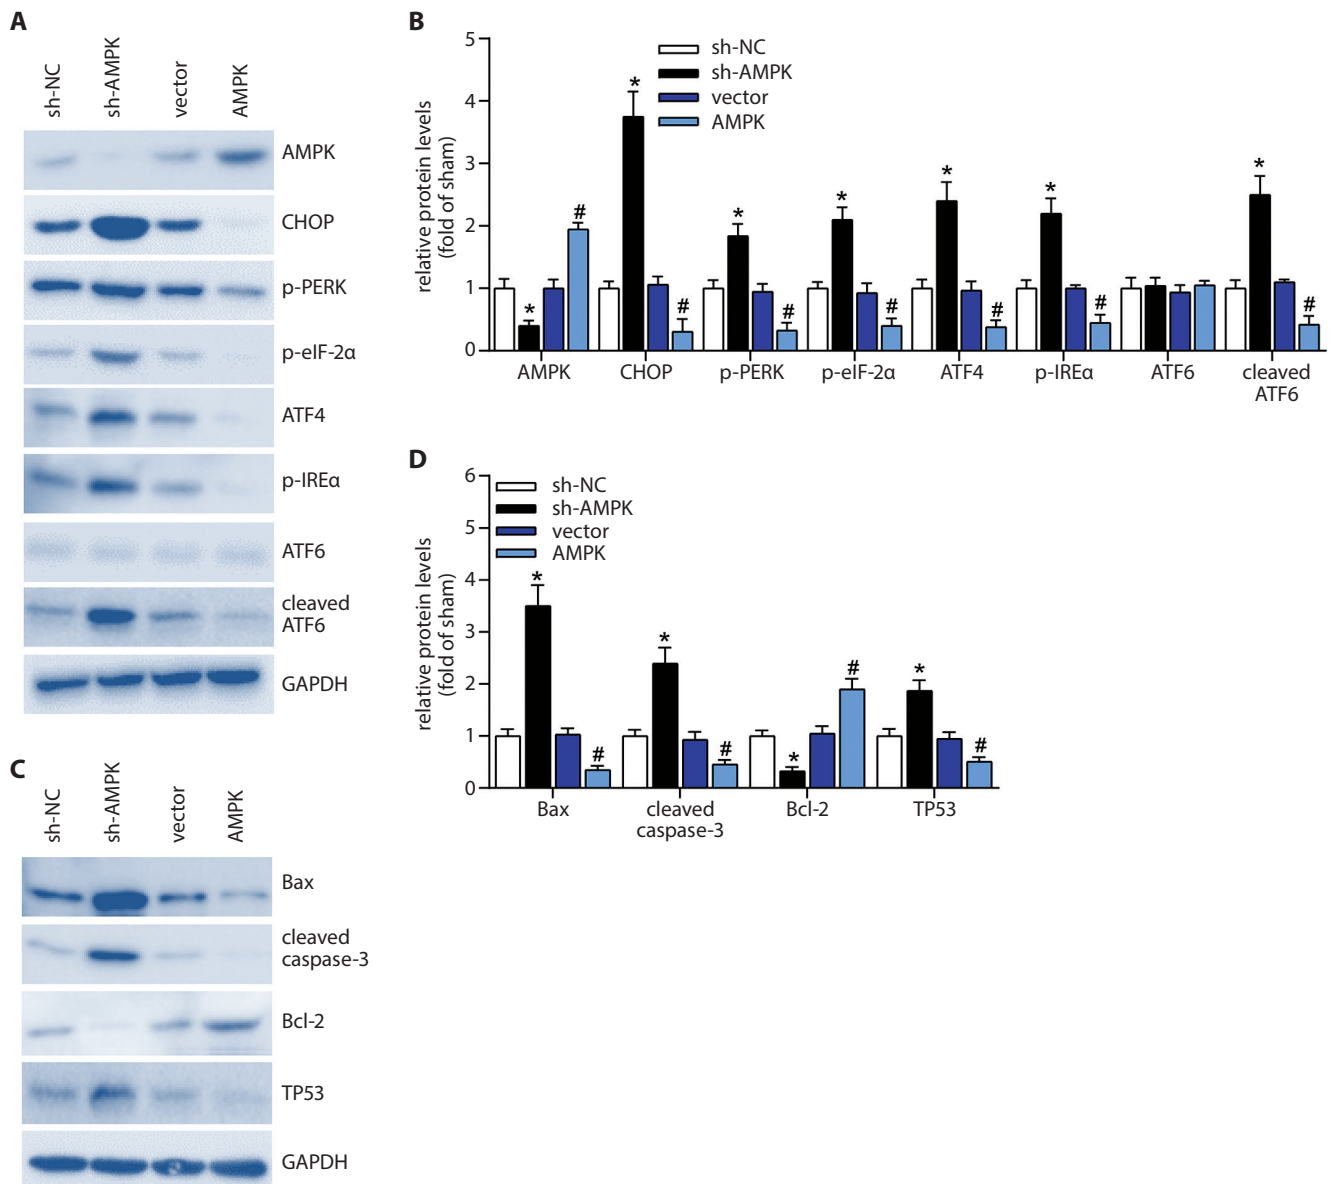 A
sh-NC
sh-AMPK
vector
AMPK
AMPK
CHOP
p-PERK
p-eIF-2α
ATF4
p-IREα
ATF6
cleaved
ATF6
GAPDH
B
relative protein levels
(fold of sham)
5
4
3
2
1
0
sh-NC
sh-AMPK
vector
AMPK
*
#
*
#
*
#
*
#
*
#
*
#
*
#
AMPK
CHOP
p-PERK
p-eIF-2α
ATF4
p-IREα
ATF6
cleaved
ATF6
C
sh-NC
sh-AMPK
vector
AMPK
Bax
cleaved
caspase-3
Bcl-2
TP53
GAPDH
D
relative protein levels
(fold of sham)
6
5
4
3
2
1
0
sh-NC
sh-AMPK
vector
AMPK
*
#
*
#
*
#
*
#
Bax
cleaved
caspase-3
Bcl-2
TP53